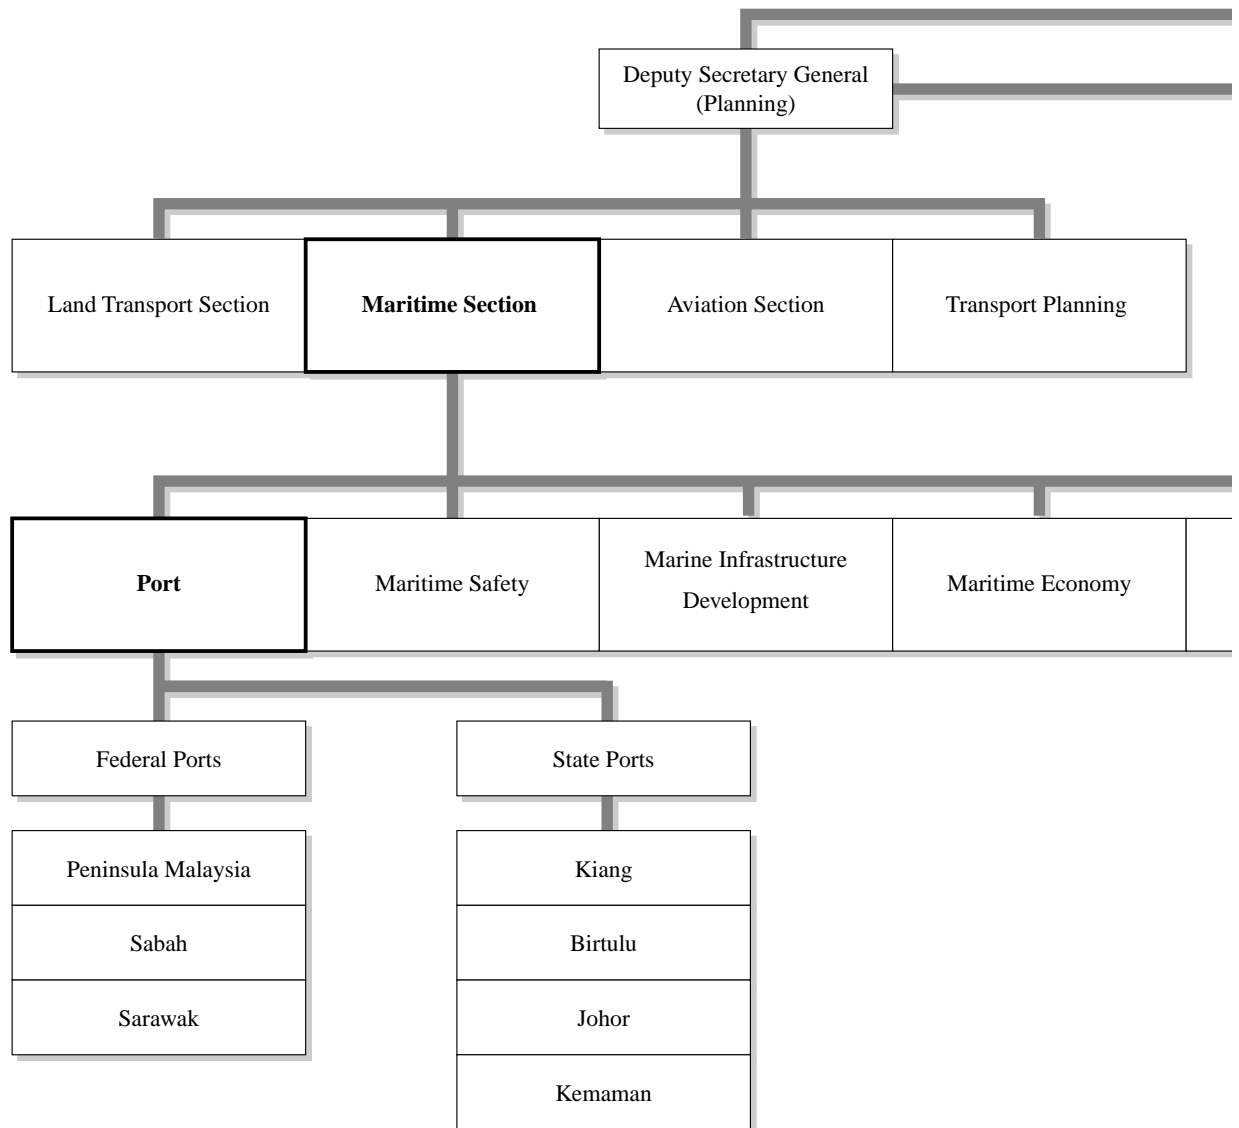 Deputy Secretary General
(Planning)
Land Transport Section
Maritime Section
Aviation Section
Transport Planning
Port
Maritime Safety
Marine Infrastructure
Development
Maritime Economy
Federal Ports
State Ports
Peninsula Malaysia
Kiang
Sabah
Birtulu
Sarawak
Johor
Kemaman